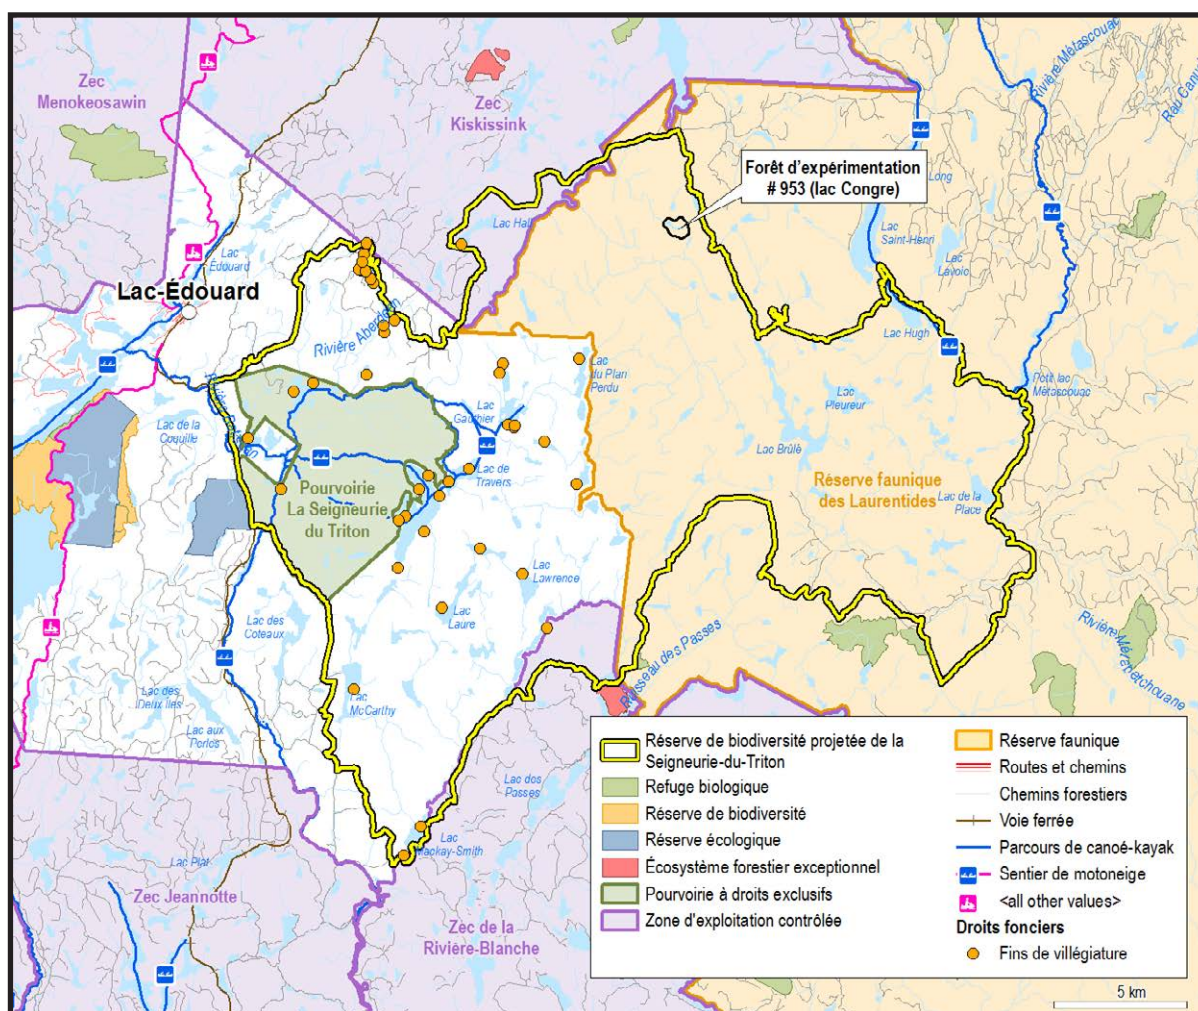 Zec
Menokeosawin
Zec
Kiskissink
Rivière Métascouac
Forêt d'expérimentation
# 953 (lac Congre)
Long
Lac Hall
Lac
Saint-Henri
Lac
Édouard
Lac-Édouard
Rivière
Lac Hugh
Lac
du Plan
Perdu
Petit lac
Métascouac
Lac
Gauthier
Lac
Pleureur
Lac de la
Coquille
Lac Brûlé
Lac de
Travers
Réserve faunique
des Laurentides
Pourvoirie
La Seigneurie
du Triton
Lac de la
Place
Lac
Lawrence
Lac
Laure
Lac des
Coteaux
Ruisseau des Passes
Lac
McCarthy
Lac des
Deux Iles
Lac aux
Lac des
Passes
Lac
Mackay-Smith
Lac Plat
Zec Jeannotte
Zec de la
Rivière-Blanche
Réserve de biodiversité projetée de la
Seigneurie-du-Triton
Refuge biologique
Réserve de biodiversité
Réserve écologique
Écosystème forestier exceptionnel
Pourvoirie à droits exclusifs
Zone d'exploitation contrôlée
Réserve faunique
Routes et chemins
Chemins forestiers
Voie ferrée
Parcours de canoé-kayak
Sentier de motoneige
<all other values>
Droits fonciers
Fins de villégiature
5 km